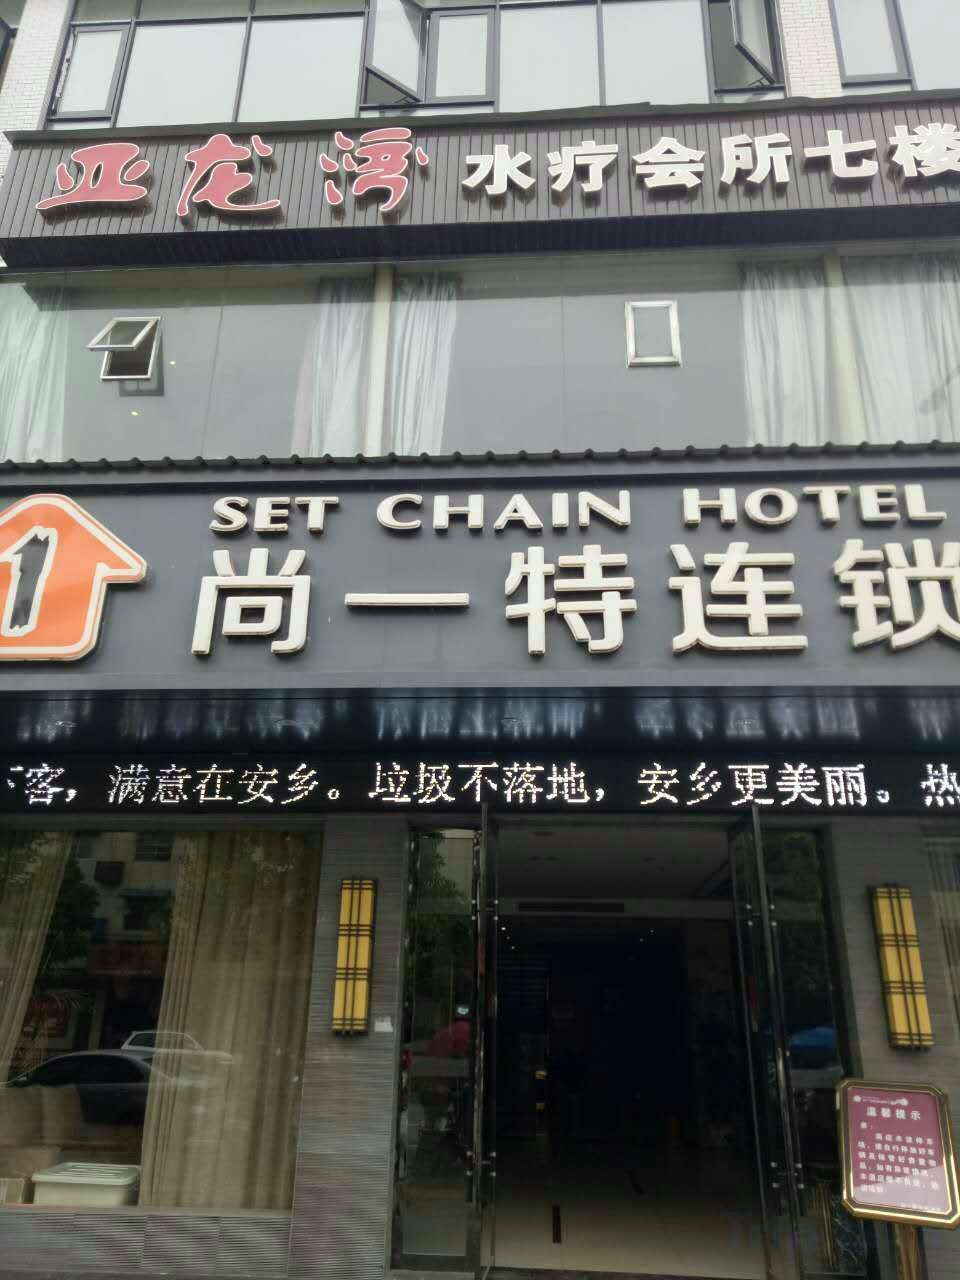 亚龙湾 水疗会所七楼
SET CHAIN HOTEL
1 尚一特连锁
客，满意在安乡。垃圾不落地，安乡更美丽。热
温馨提示